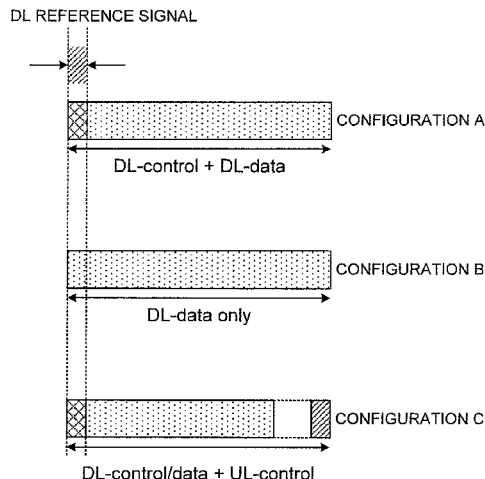 DL REFERENCE SIGNAL
CONFIGURATION A
DL-control + DL-data
CONFIGURATION B
DL-data only
CONFIGURATION C
DL-control/data + UL-control